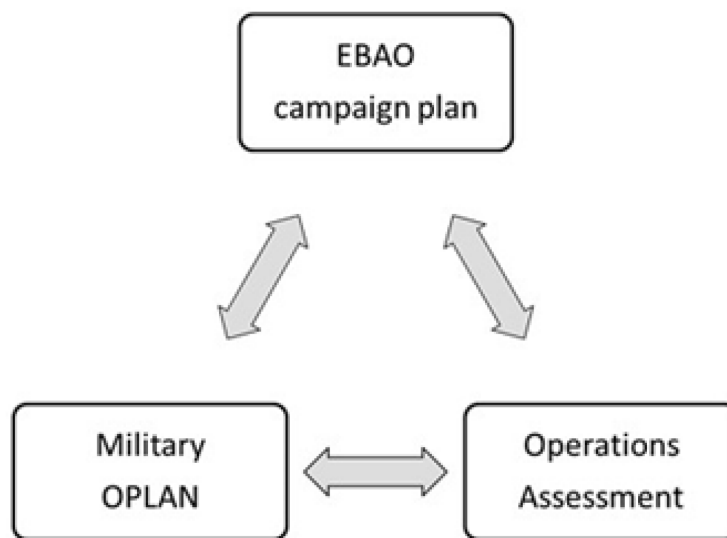 EBAO
campaign plan
Military
OPLAN
Operations
Assessment